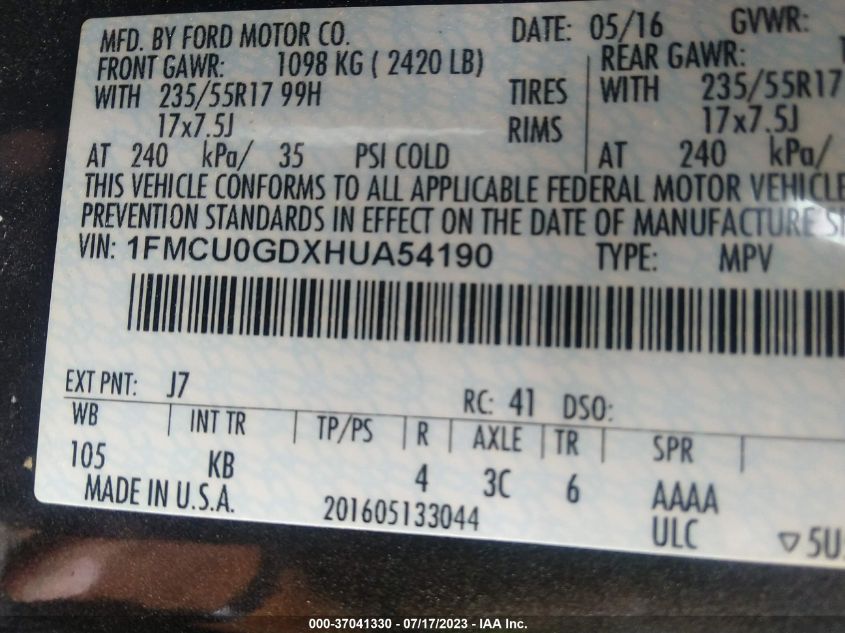 MFD. BY FORD MOTOR CO. DATE: 05/16 GVWR:
FRONT GAWR: 1098 KG ( 2420 LB) REAR GAWR:
WITH 235/55R17 99H TIRES WITH 235/55R17
17x7.5J RIMS 17x7.5J
AT 240 kPa/ 35 PSI COLD AT 240 kPa/
THIS VEHICLE CONFORMS TO ALL APPLICABLE FEDERAL MOTOR VEHICLE
PREVENTION STANDARDS IN EFFECT ON THE DATE OF MANUFACTURE
VIN: 1FMCU0GDXHUA54190 TYPE: MPV
EXT PNT: J7 RC: 41 DSO:
WB INT TR TP/PS R AXLE TR SPR
105 KB 4 3C 6 AAAA
MADE IN U.S.A. 201605133044 ULC 5U
000-37041330 - 07/17/2023 - IAA Inc.